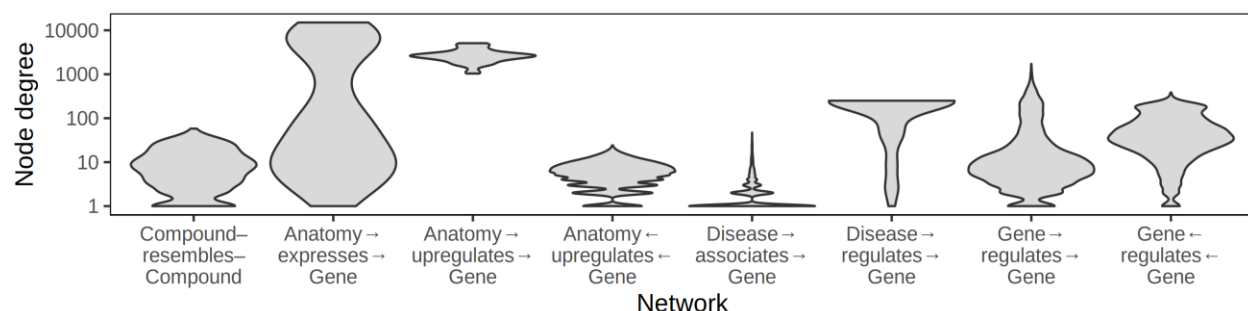 Node degree
10000
1000
100
10
1
Compound–
resembles–
Compound
Anatomy→
expresses→
Gene
Anatomy→
upregulates→
Gene
Anatomy←
upregulates←
Gene
Disease→
associates→
Gene
Disease→
regulates→
Gene
Gene→
regulates→
Gene
Gene←
regulates←
Gene
Network